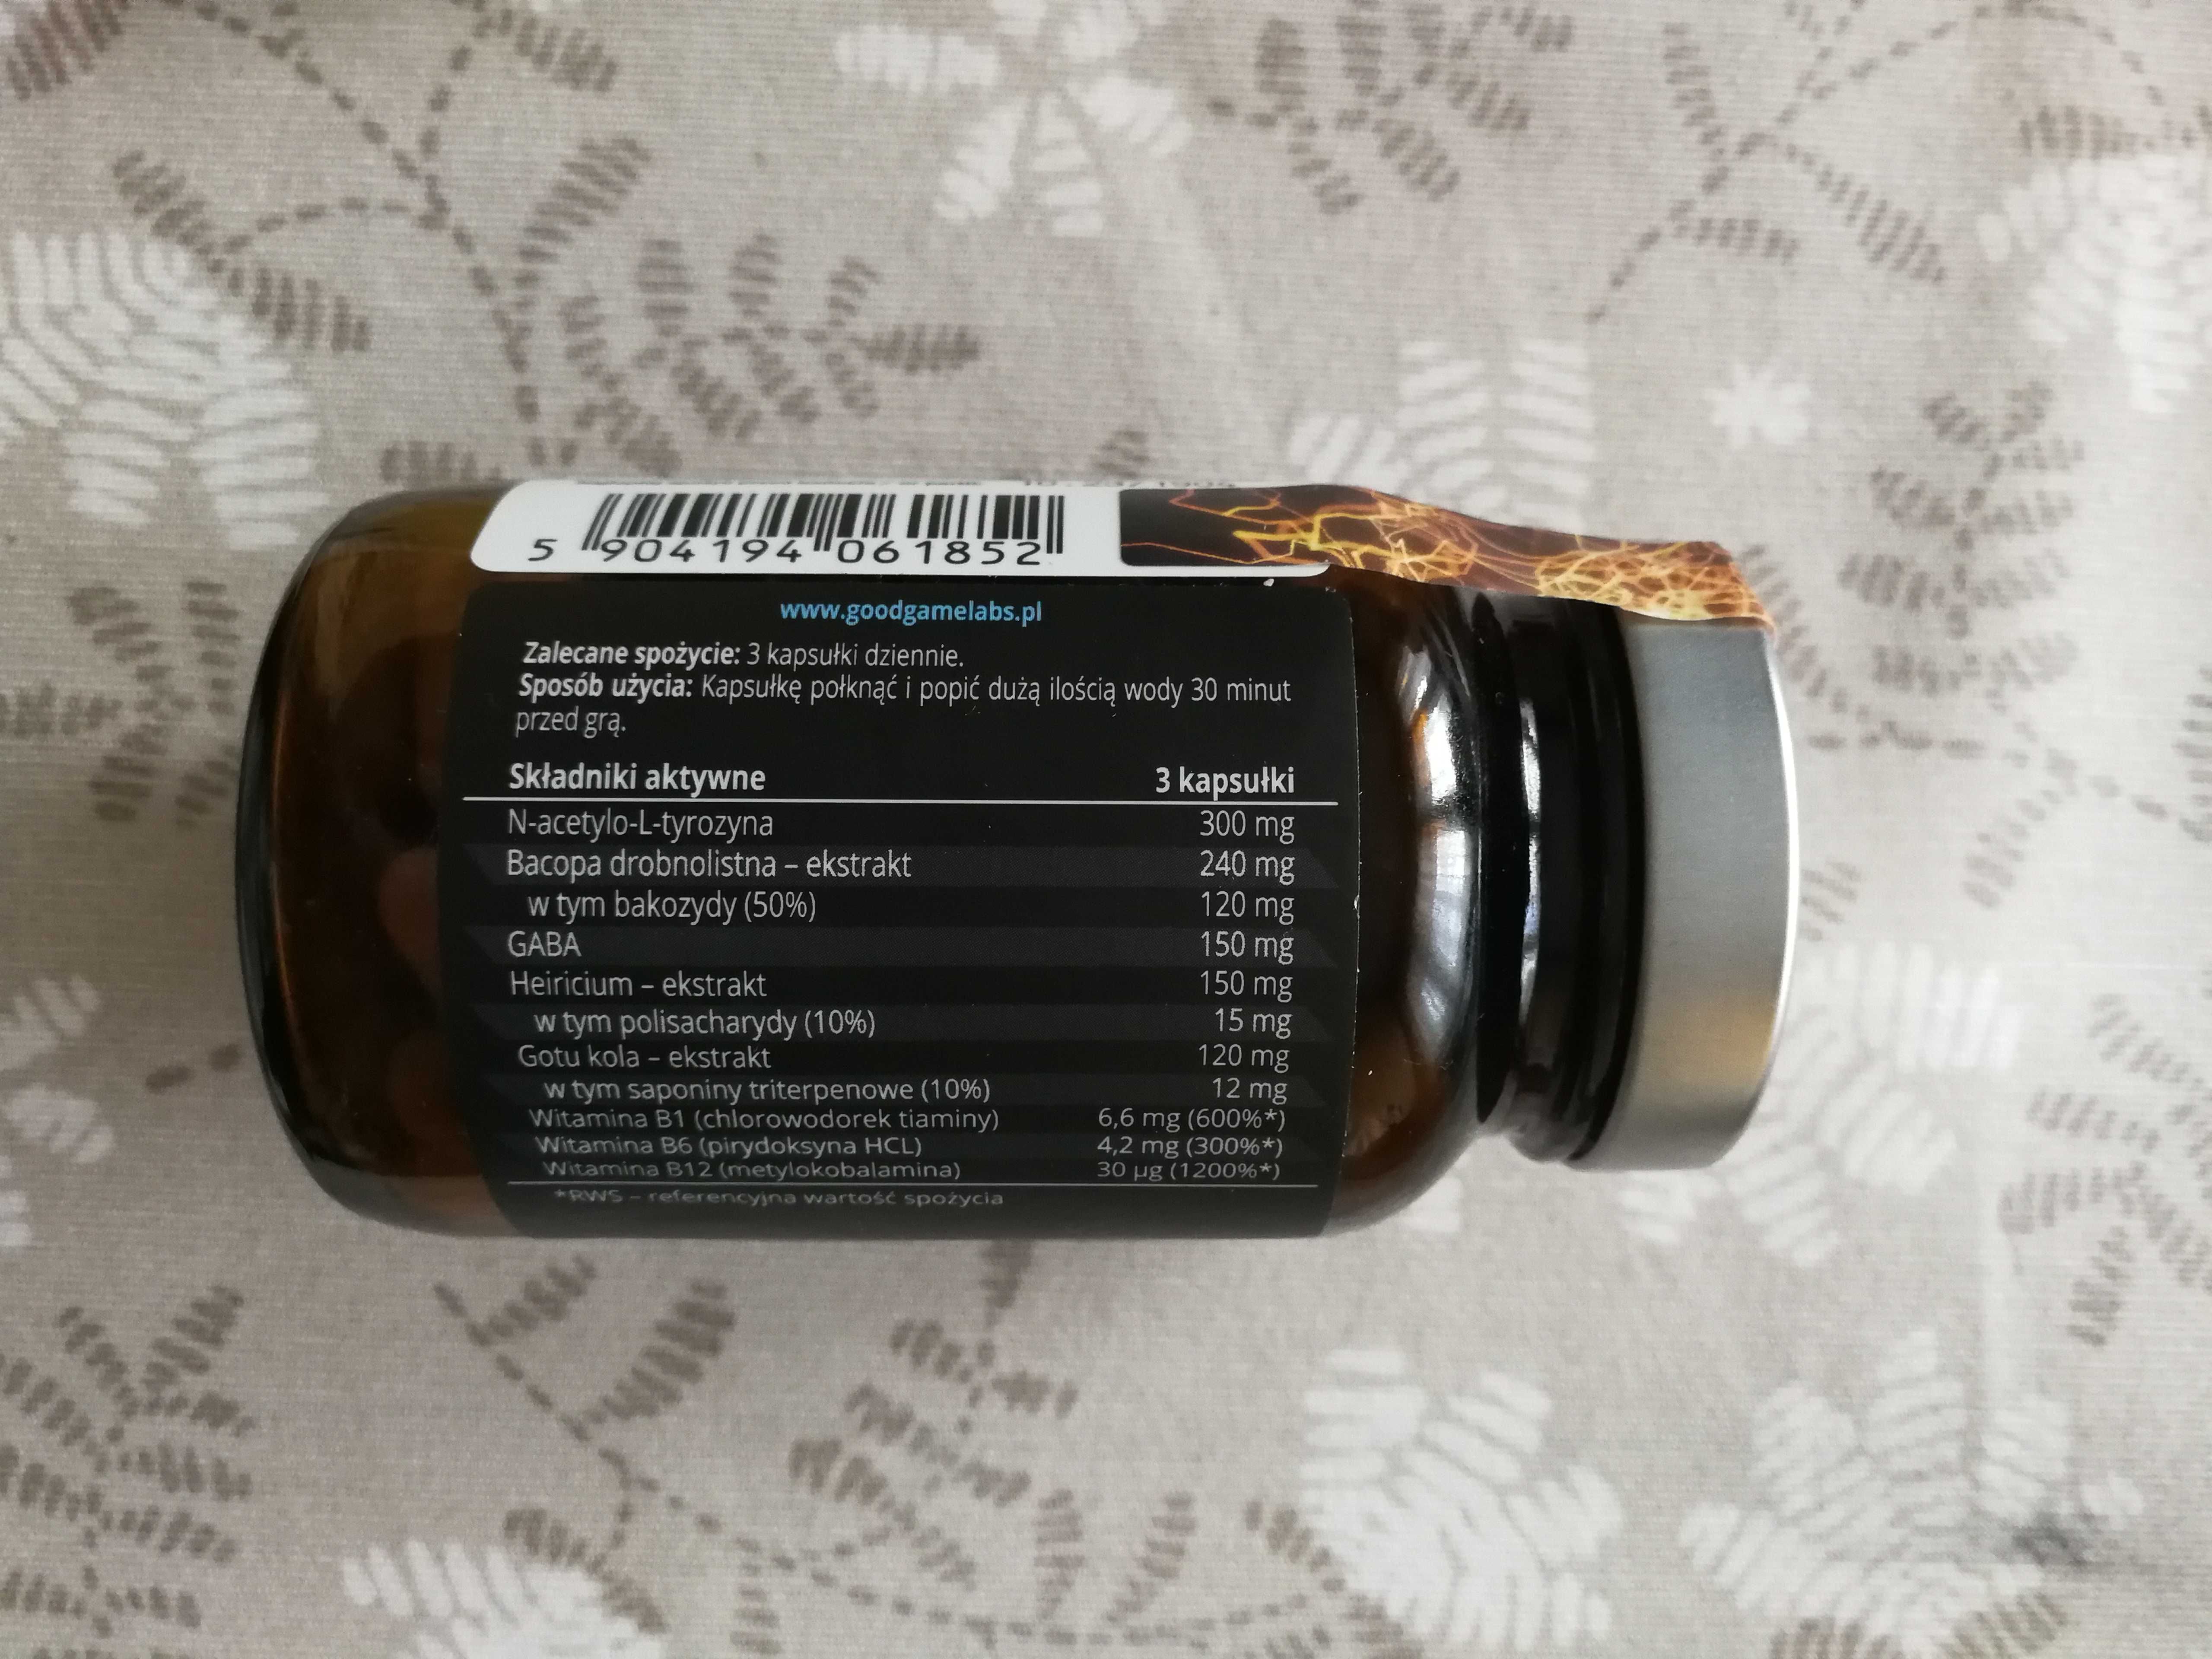 5 904194 061852
www.goodgamelabs.pl
Zalecane spożycie: 3 kapsułki dziennie.
Sposób użycia: Kapsułkę połknąć i popić dużą ilością wody 30 minut
przed grą.
Składniki aktywne 3 kapsułki
N-acetylo-L-tyrozyna 300 mg
Bacopa drobnolistna – ekstrakt 240 mg
w tym bakozydy (50%) 120 mg
GABA 150 mg
Heiricium – ekstrakt 150 mg
w tym polisacharydy (10%) 15 mg
Gotu kola – ekstrakt 120 mg
w tym saponiny triterpenowe (10%) 12 mg
Witamina B1 (chlorowodorek tiaminy) 6,6 mg (600%*)
Witamina B6 (pirydoksyna HCL) 4,2 mg (300%*)
Witamina B12 (metylokobalamina) 30 µg (1200%*)
*RWS – referencyjna wartość spożycia